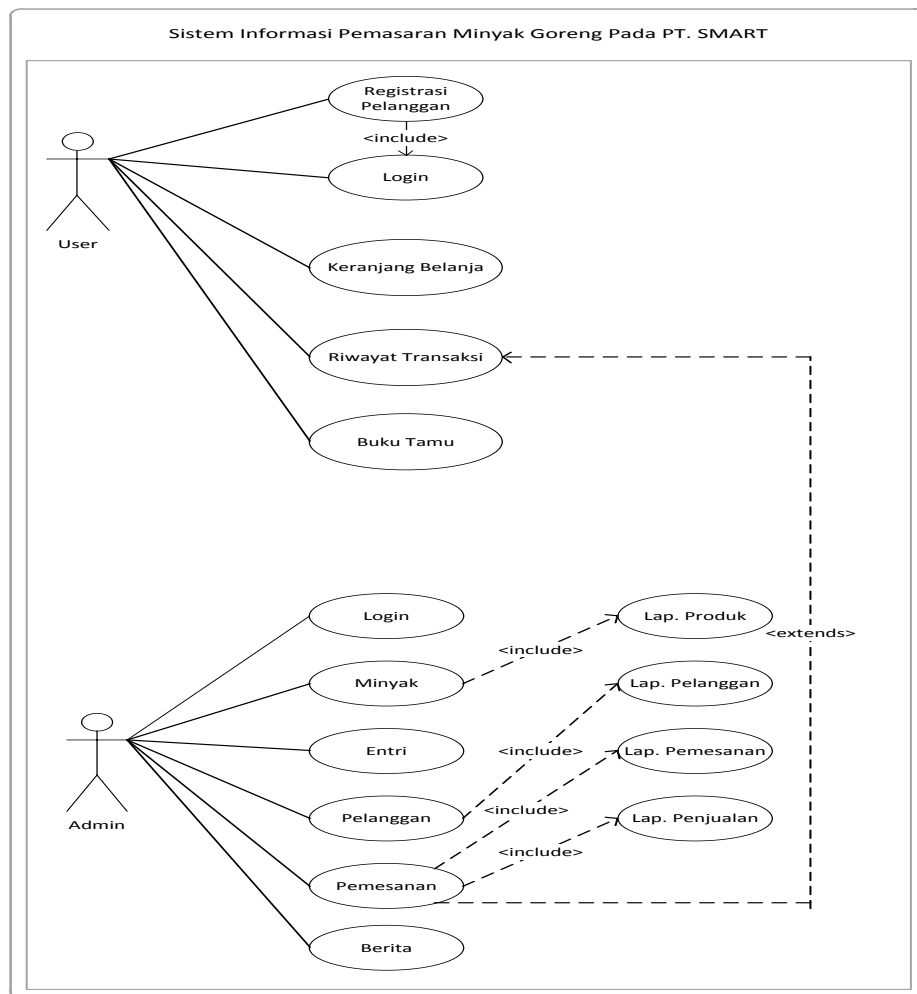 Sistem Informasi Pemasaran Minyak Goreng Pada PT. SMART
Registrasi
Pelanggan
<include>
Login
User
Keranjang Belanja
Riwayat Transaksi
Buku Tamu
Login
Lap. Produk
<extends>
<include>
Minyak
Lap. Pelanggan
Entri
<include>
Lap. Pemesanan
Admin
Pelanggan
<include>
Lap. Penjualan
<include>
Pemesanan
Berita